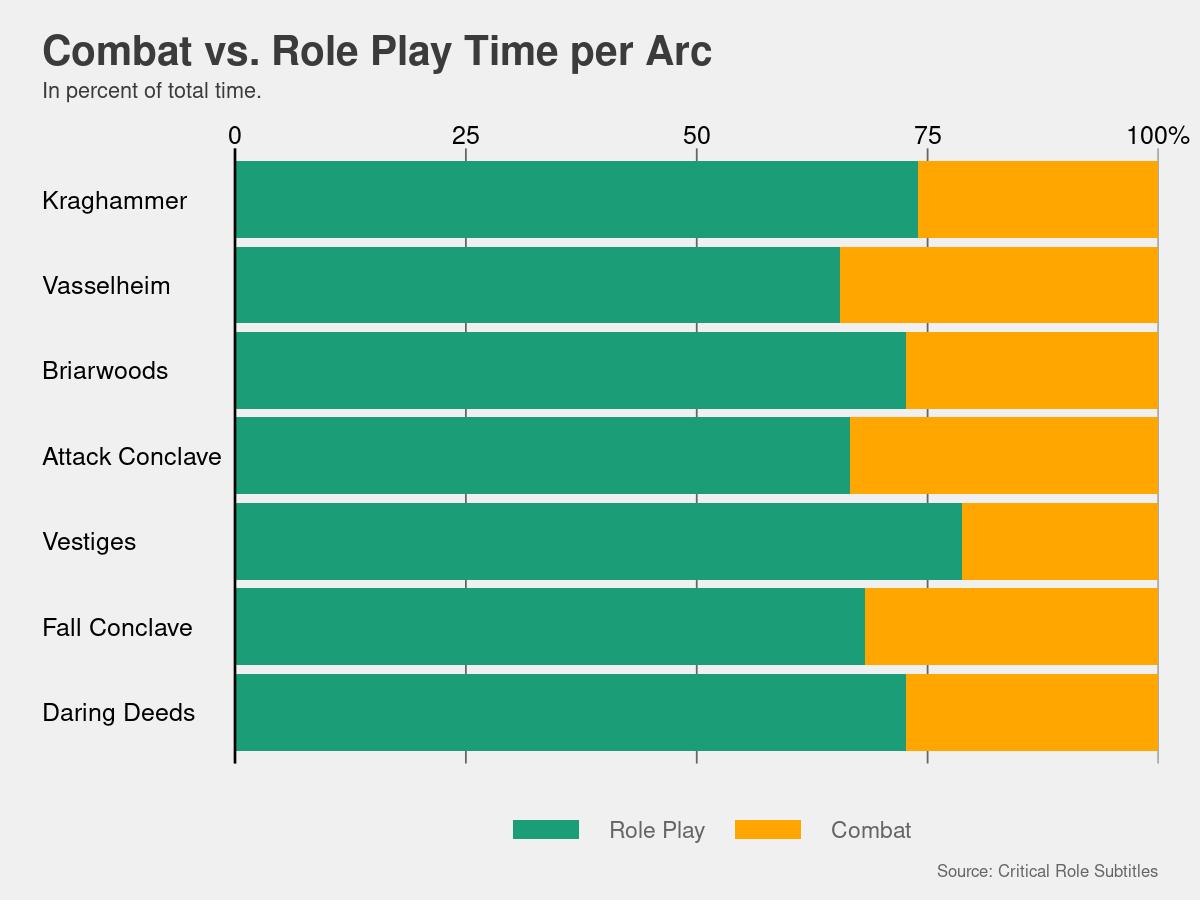 Combat vs. Role Play Time per Arc
In percent of total time.
0 25 50 75 100%
Kraghammer
Vasselheim
Briarwoods
Attack Conclave
Vestiges
Fall Conclave
Daring Deeds
Role Play Combat
Source: Critical Role Subtitles